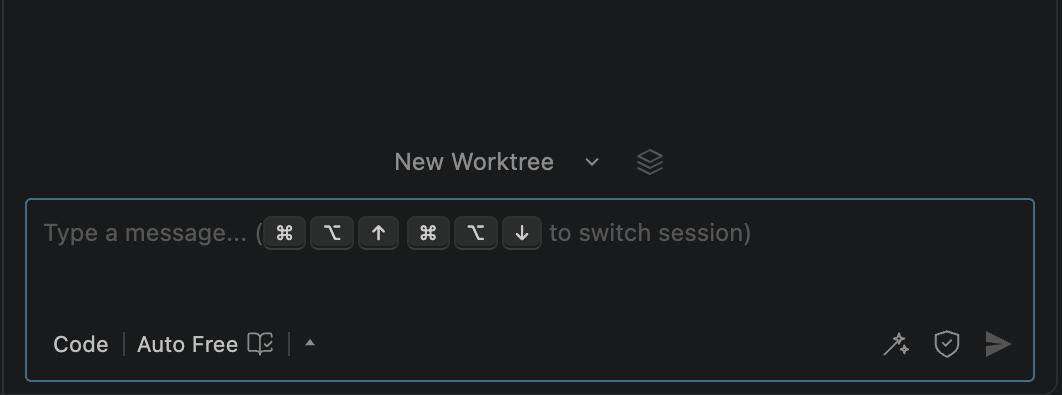 New Worktree
Type a message... (⌘ ⌥ ↑ ⌘ ⌥ ↓ to switch session)
Code Auto Free